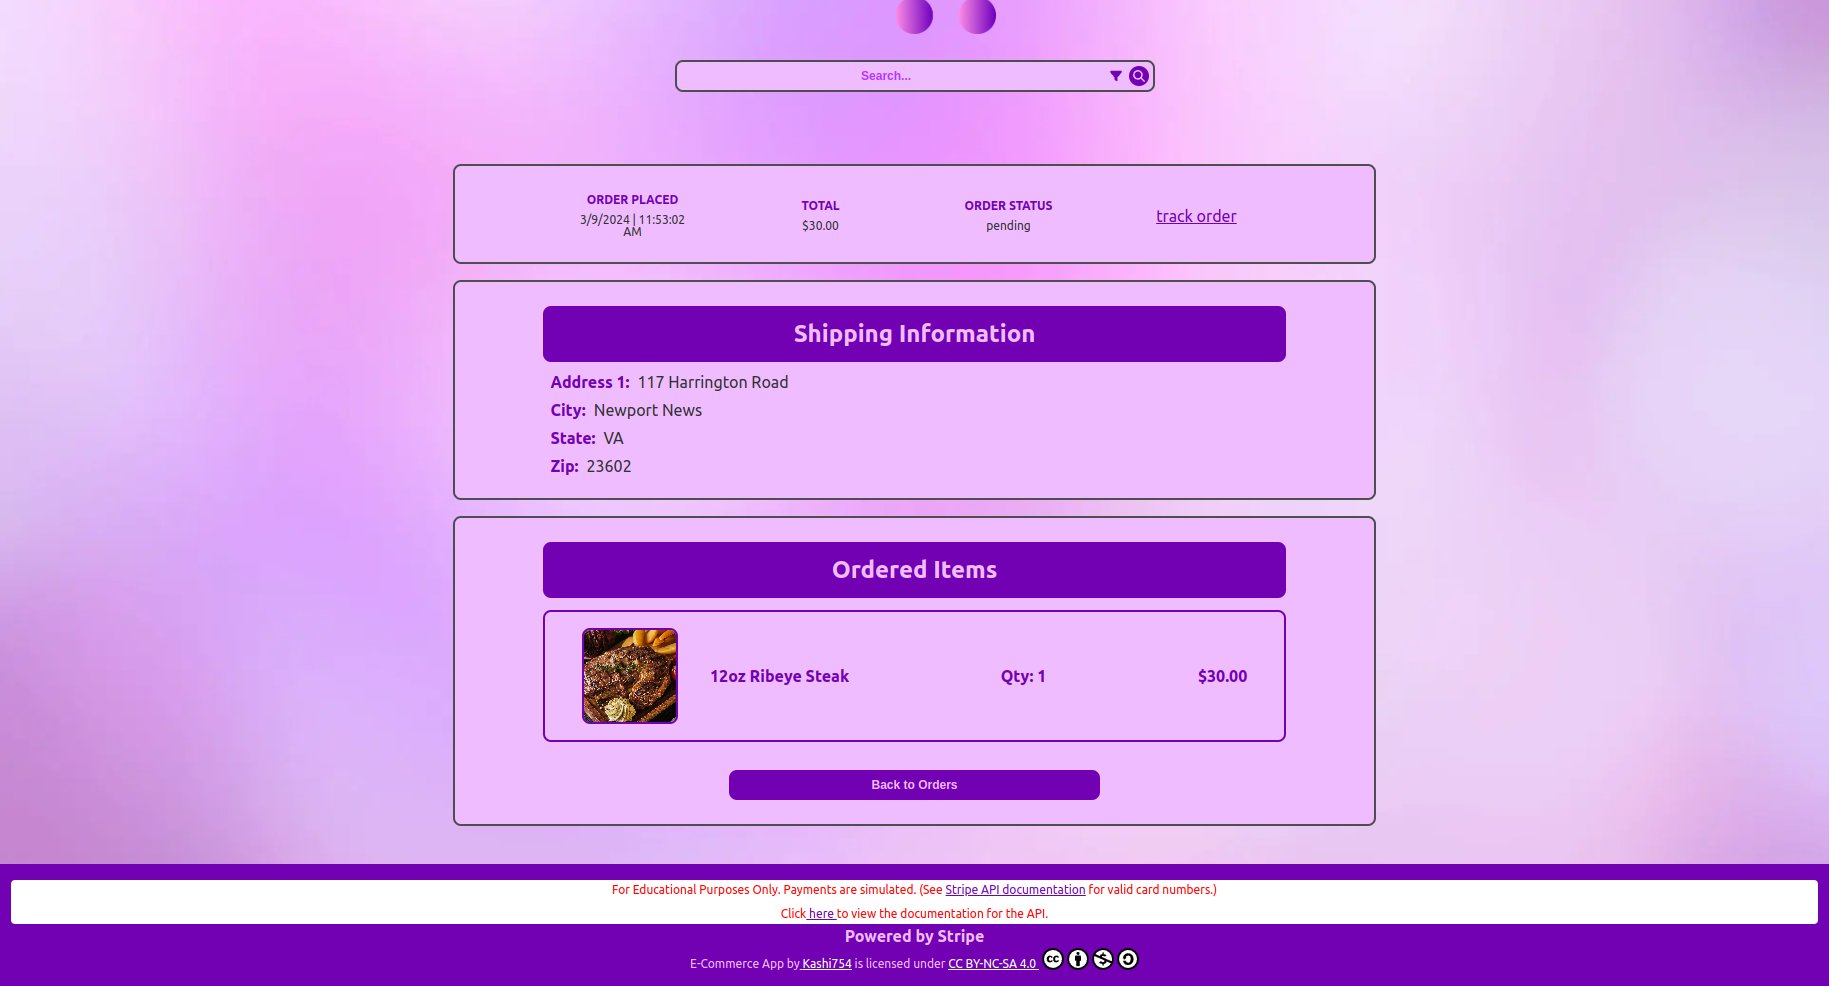 Search...
ORDER PLACED
3/9/2024 | 11:53:02
AM
TOTAL
$30.00
ORDER STATUS
pending
track order
Shipping Information
Address 1: 117 Harrington Road
City: Newport News
State: VA
Zip: 23602
Ordered Items
12oz Ribeye Steak Qty: 1 $30.00
Back to Orders
For Educational Purposes Only. Payments are simulated. (See Stripe API documentation for valid card numbers.)
Click here to view the documentation for the API.
Powered by Stripe
E-Commerce App by Kashi754 is licensed under CC BY-NC-SA 4.0